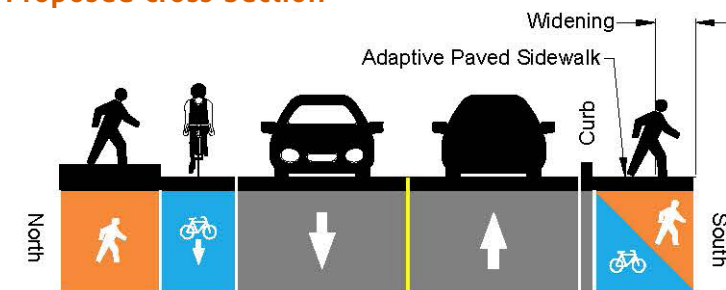 Proposed Cross Section
Widening
Adaptive Paved Sidewalk
Curb
North
South